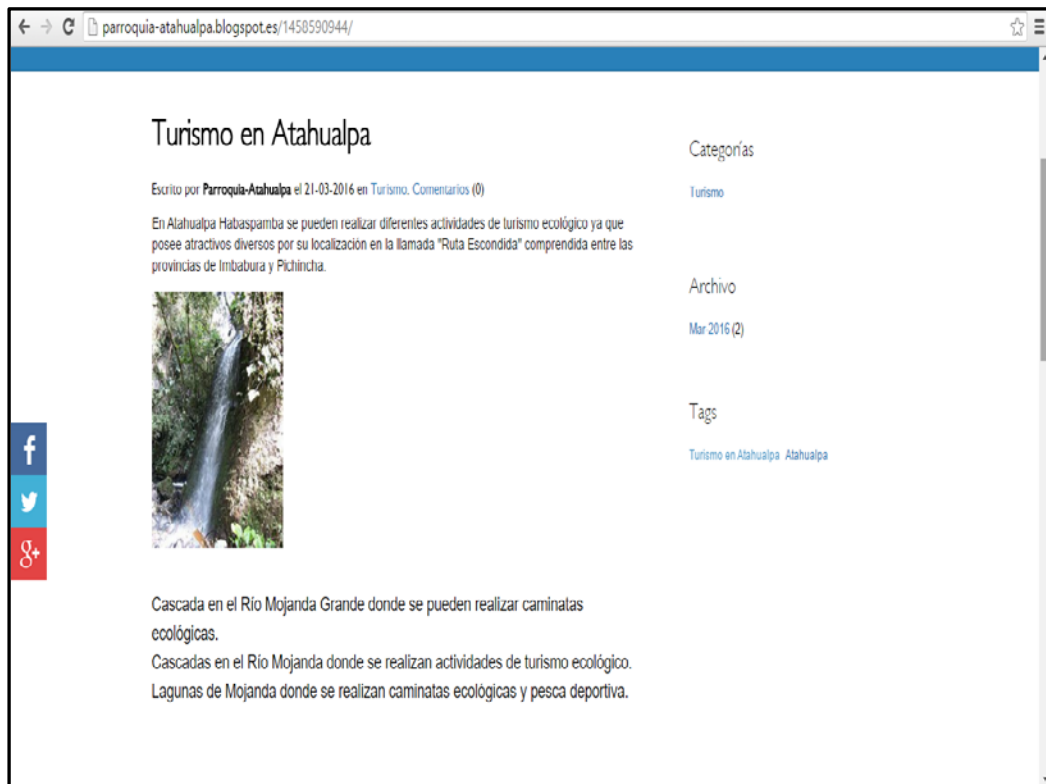 parroquia-atahualpa.blogspot.es/1458590944/
Turismo en Atahualpa
Escrito por Parroquia-Atahualpa el 21-03-2016 en Turismo. Comentarios (0)
En Atahualpa Habaspamba se pueden realizar diferentes actividades de turismo ecológico ya que
posee atractivos diversos por su localización en la llamada "Ruta Escondida" comprendida entre las
provincias de Imbabura y Pichincha.
f
g+
Cascada en el Río Mojanda Grande donde se pueden realizar caminatas
ecológicas.
Cascadas en el Río Mojanda donde se realizan actividades de turismo ecológico.
Lagunas de Mojanda donde se realizan caminatas ecológicas y pesca deportiva.
Categorías
Turismo
Archivo
Mar 2016 (2)
Tags
Turismo en Atahualpa Atahualpa